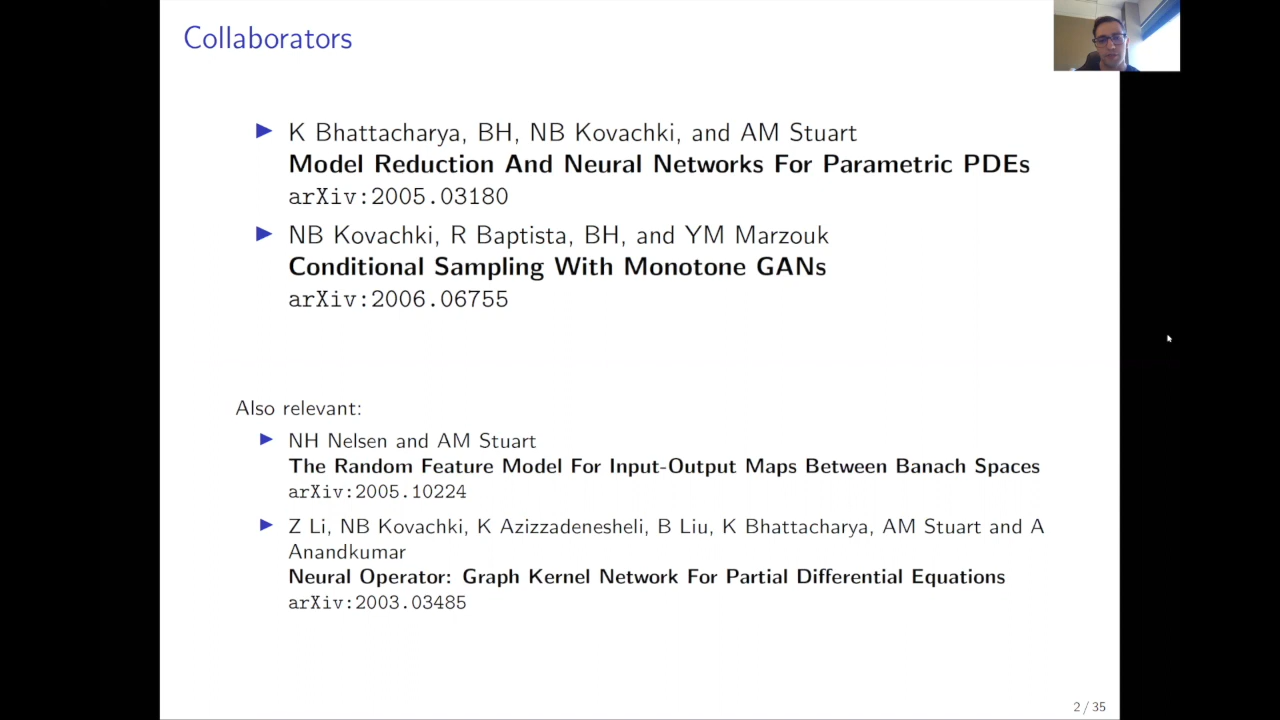 Collaborators
K Bhattacharya, BH, NB Kovachki, and AM Stuart
Model Reduction And Neural Networks For Parametric PDEs
arXiv:2005.03180
NB Kovachki, R Baptista, BH, and YM Marzouk
Conditional Sampling With Monotone GANs
arXiv:2006.06755
Also relevant:
NH Nelsen and AM Stuart
The Random Feature Model For Input-Output Maps Between Banach Spaces
arXiv:2005.10224
Z Li, NB Kovachki, K Azizzadenesheli, B Liu, K Bhattacharya, AM Stuart and A
Anandkumar
Neural Operator: Graph Kernel Network For Partial Differential Equations
arXiv:2003.03485
2 / 35